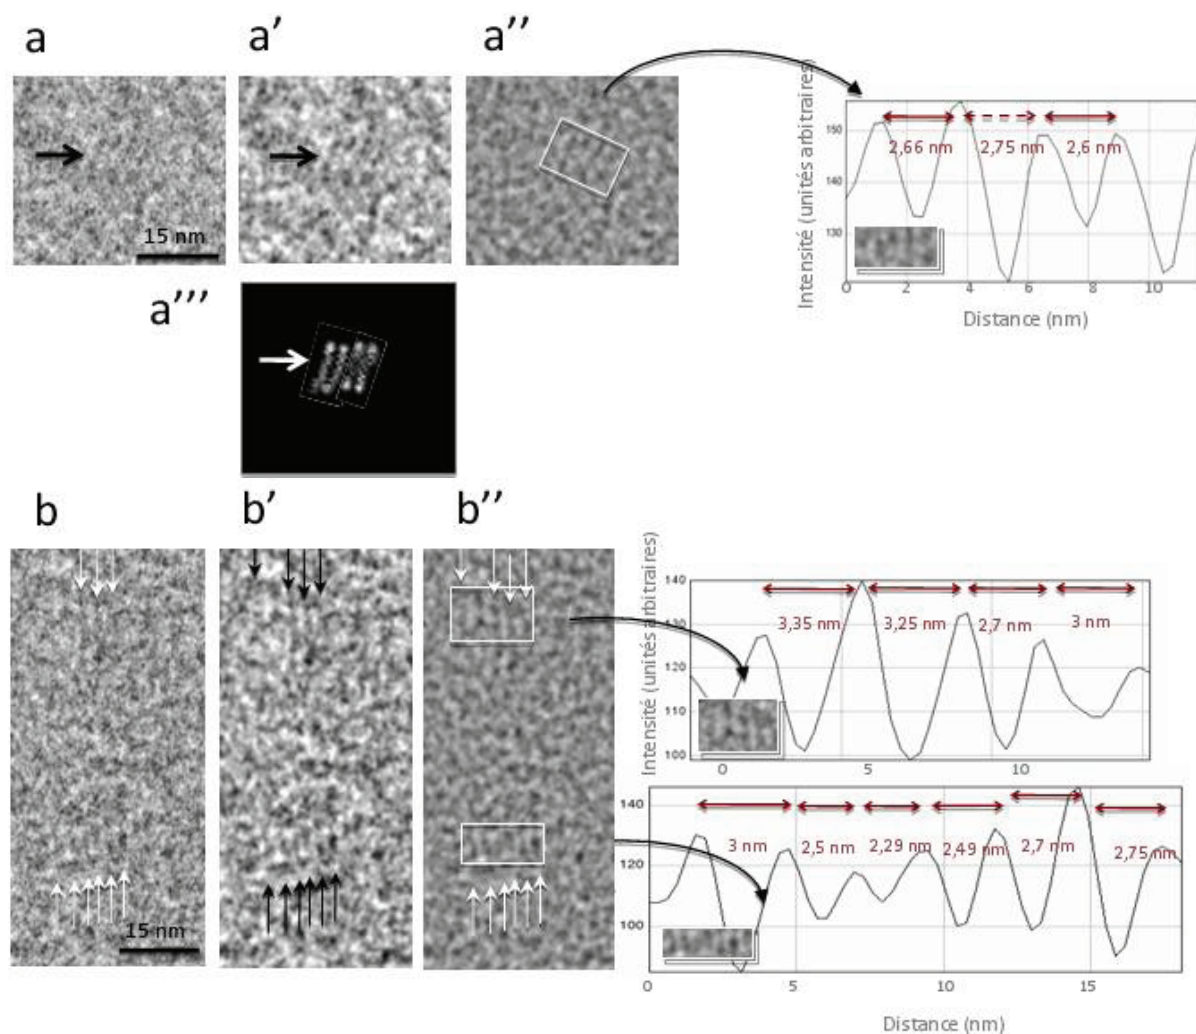 a
a'
a''
15 nm
Intensité (unités arbitraires)
150
140
130
2,66 nm
2,75 nm
2,6 nm
0
2
4
6
8
10
Distance (nm)
a'''
b
b'
b''
15 nm
Intensité (unités arbitraires)
140
130
120
110
100
3,35 nm
3,25 nm
2,7 nm
3 nm
0
5
10
140
120
100
3 nm
2,5 nm
2,29 nm
2,49 nm
2,7 nm
2,75 nm
0
5
10
15
Distance (nm)